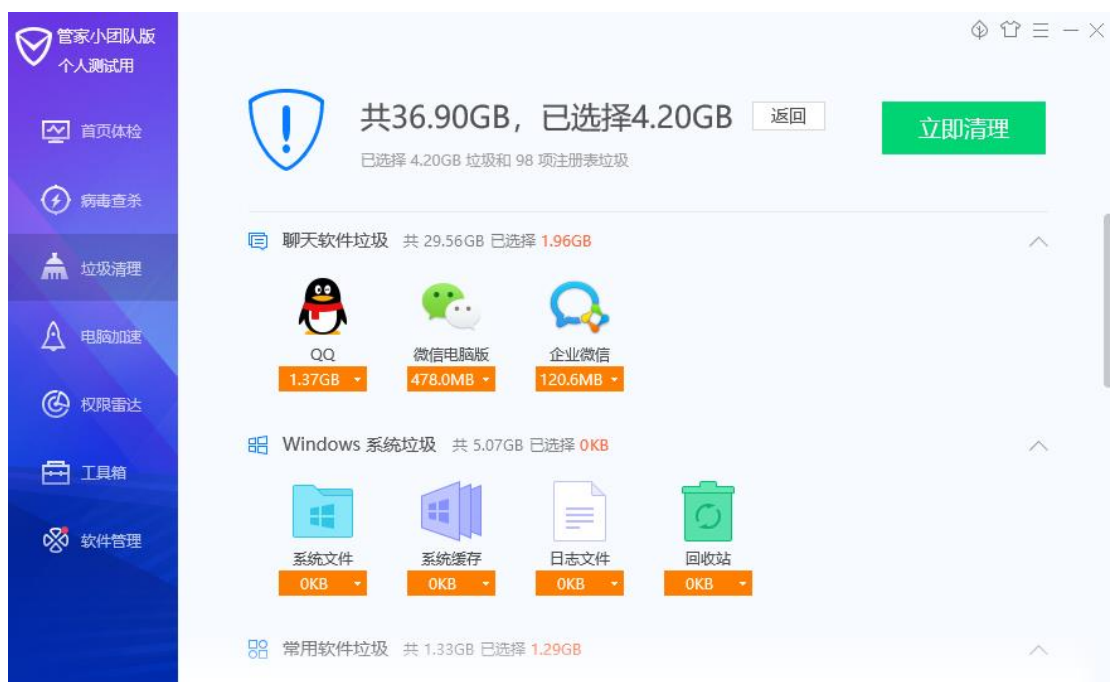 管家小团队版
个人测试用
首页体检
病毒查杀
垃圾清理
电脑加速
权限雷达
工具箱
软件管理
共36.90GB，已选择4.20GB
返回
立即清理
已选择 4.20GB 垃圾和 98 项注册表垃圾
聊天软件垃圾 共 29.56GB 已选择 1.96GB
QQ 微信电脑版 企业微信
1.37GB 478.0MB 120.6MB
Windows 系统垃圾 共 5.07GB 已选择 0KB
系统文件 系统缓存 日志文件 回收站
0KB 0KB 0KB 0KB
常用软件垃圾 共 1.33GB 已选择 1.29GB